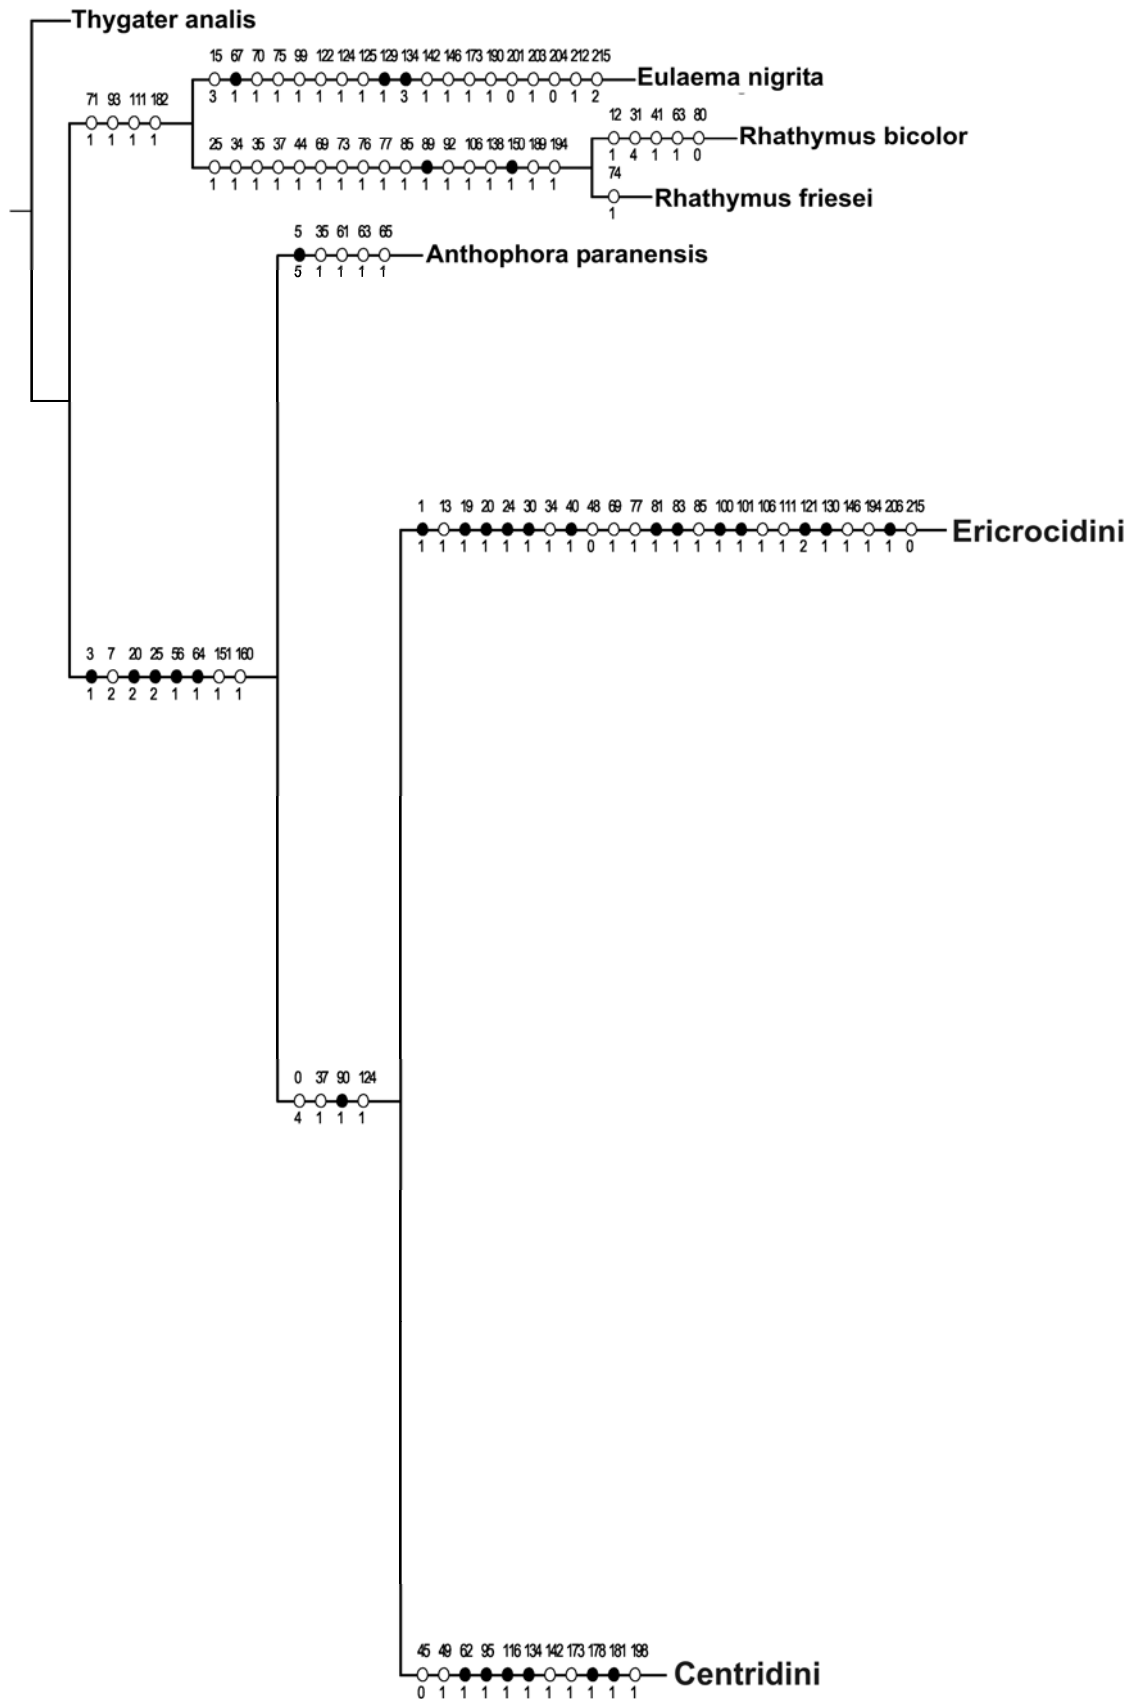 Thygater analis
15 67 70 75 99 122 124 125 129 134 142 146 173 190 201 203 204 212 215
Eulaema nigrita
3 1 1 1 1 1 1 1 1 3 1 1 1 1 0 1 0 1 2
71 93 111 182
1 1 1 1
12 31 41 63 80
Rhathymus bicolor
1 4 1 1 0
25 34 35 37 44 69 73 76 77 85 89 92 106 138 150 189 194
1 1 1 1 1 1 1 1 1 1 1 1 1 1 1 1 1
74
Rhathymus friesei
1
5 35 61 63 65
Anthophora paranensis
5 1 1 1 1
1 13 19 20 24 30 34 40 48 69 77 81 83 85 100 101 106 111 121 130 146 194 206 215
Ericrocidini
1 1 1 1 1 1 1 1 0 1 1 1 1 1 1 1 1 1 2 1 1 1 1 0
3 7 20 25 56 64 151 160
1 2 2 2 1 1 1 1
0 37 90 124
4 1 1 1
45 49 62 95 116 134 142 173 178 181 198
Centridini
0 1 1 1 1 1 1 1 1 1 1